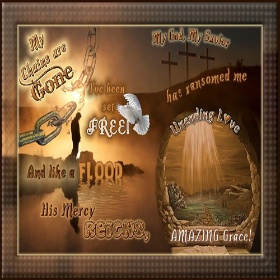 My
Chains are
Gone
I've been
set
FREE!
My God, My Savior
has ransomed me
And like a
FLOOD
His Mercy
REIGNS,
Unending Love
AMAZING Grace!